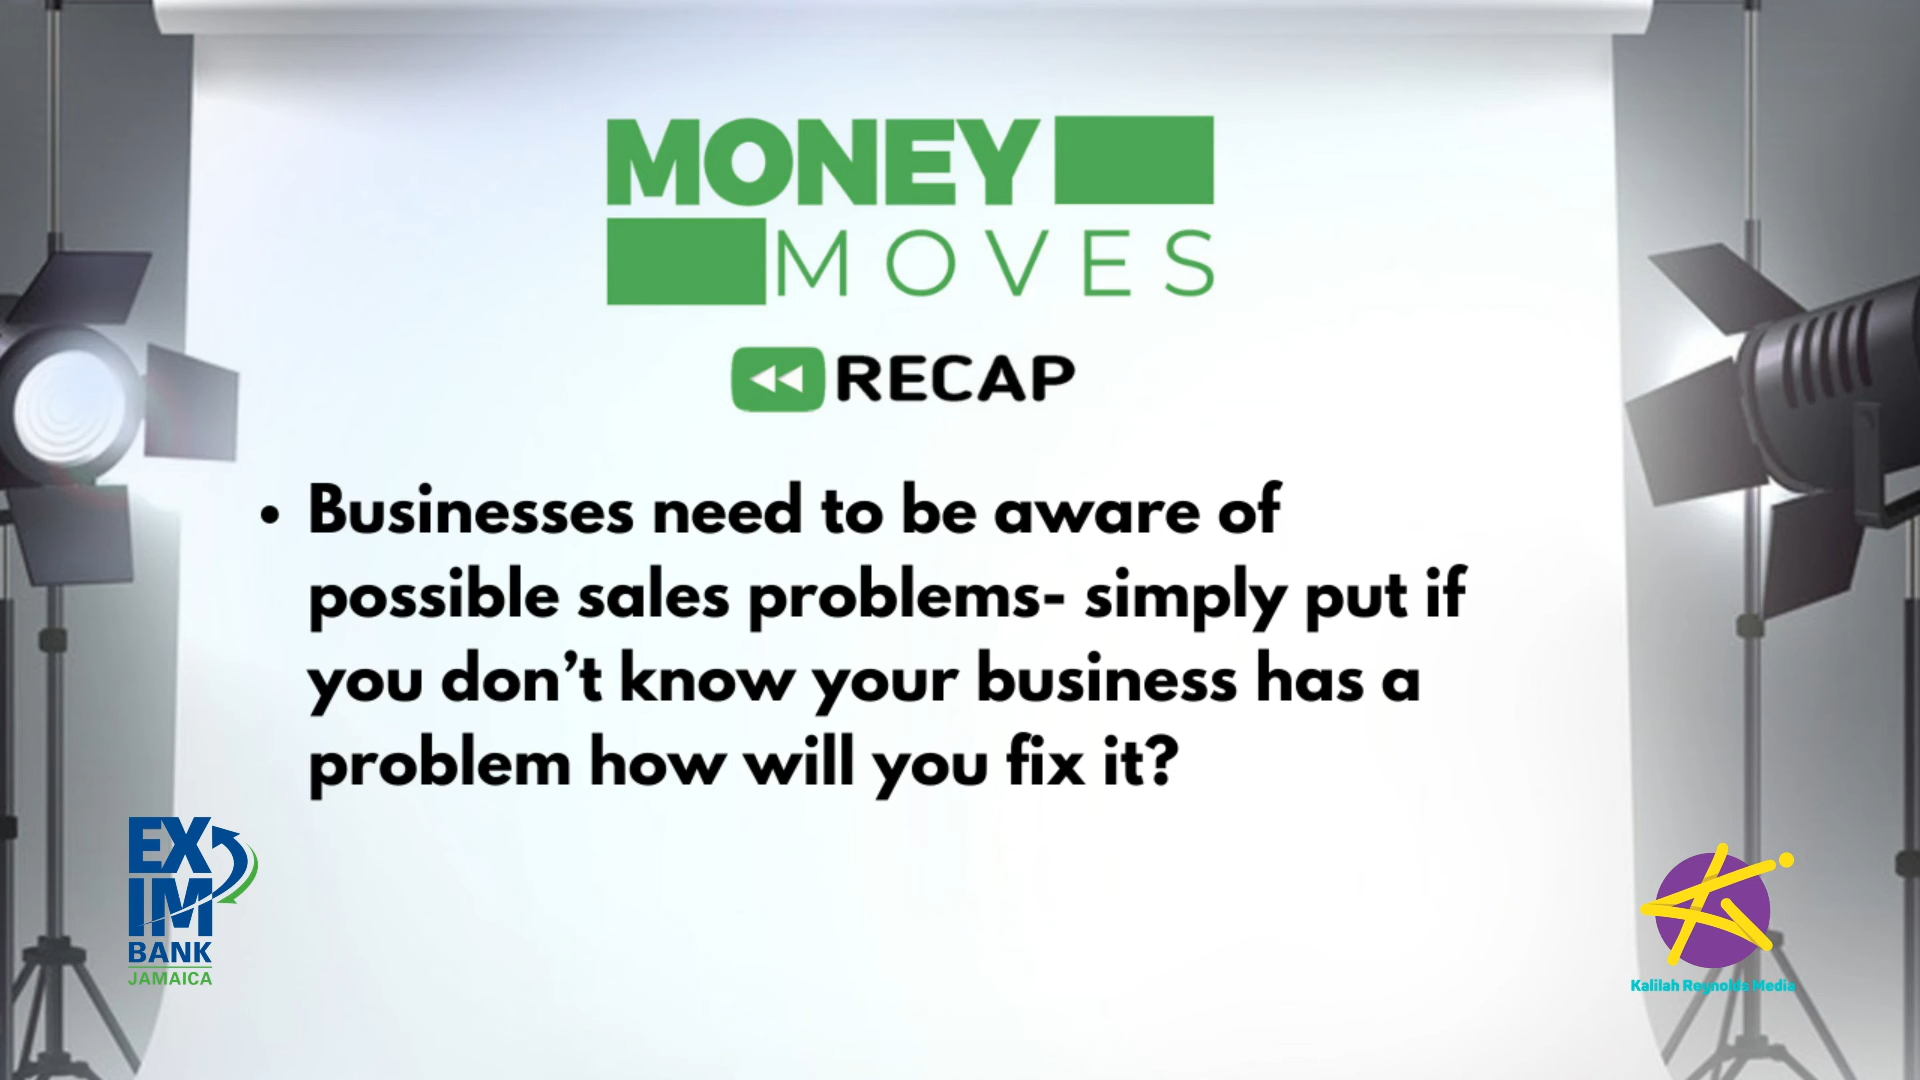 MONEY
MOVES
RECAP
• Businesses need to be aware of
possible sales problems- simply put if
you don’t know your business has a
problem how will you fix it?
EX
IM
BANK
JAMAICA
Kalilah Reynolds Media